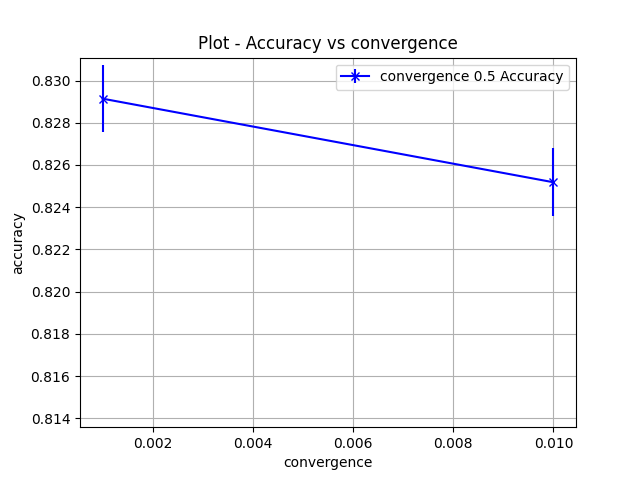 Plot - Accuracy vs convergence
convergence 0.5 Accuracy
0.830
0.828
0.826
0.824
0.822
0.820
0.818
0.816
0.814
accuracy
0.002 0.004 0.006 0.008 0.010
convergence